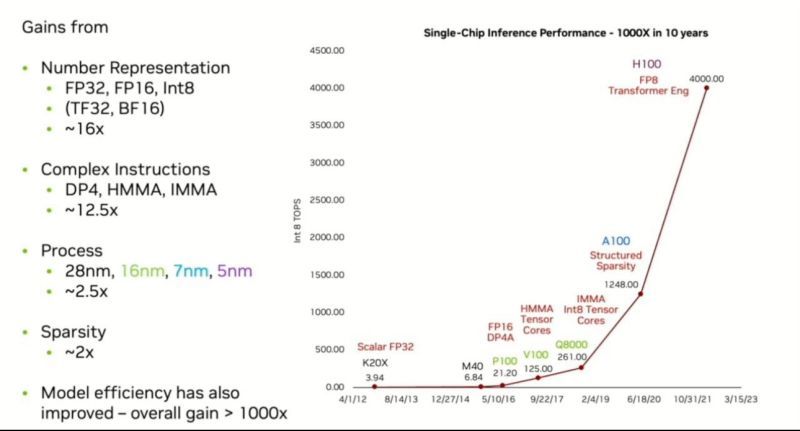 Gains from
• Number Representation
• FP32, FP16, Int8
• (TF32, BF16)
• ~16x
• Complex Instructions
• DP4, HMMA, IMMA
• ~12.5x
• Process
• 28nm, 16nm, 7nm, 5nm
• ~2.5x
• Sparsity
• ~2x
• Model efficiency has also
improved – overall gain > 1000x
Single-Chip Inference Performance - 1000X in 10 years
Int 8 TOPS
4500.00
4000.00
3500.00
3000.00
2500.00
2000.00
1500.00
1000.00
500.00
0.00
Scalar FP32
K20X
3.94
M40
6.84
FP16
DP4A
P100
21.20
HMMA
Tensor
Cores
V100
125.00
IMMA
Int8 Tensor
Cores
Q8000
261.00
A100
Structured
Sparsity
1248.00
H100
FP8
Transformer Eng
4000.00
4/1/12 8/14/13 12/27/14 5/10/16 9/22/17 2/4/19 6/18/20 10/31/21 3/15/23